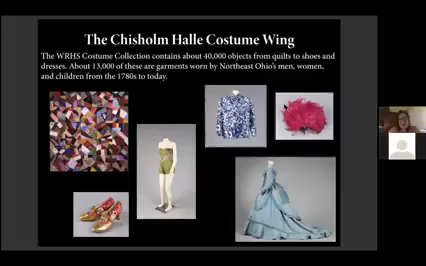 The Chisholm Halle Costume Wing
The WRHS Costume Collection contains about 40,000 objects from quilts to shoes and
dresses. About 13,000 of these are garments worn by Northeast Ohio's men, women,
and children from the 1780s to today.